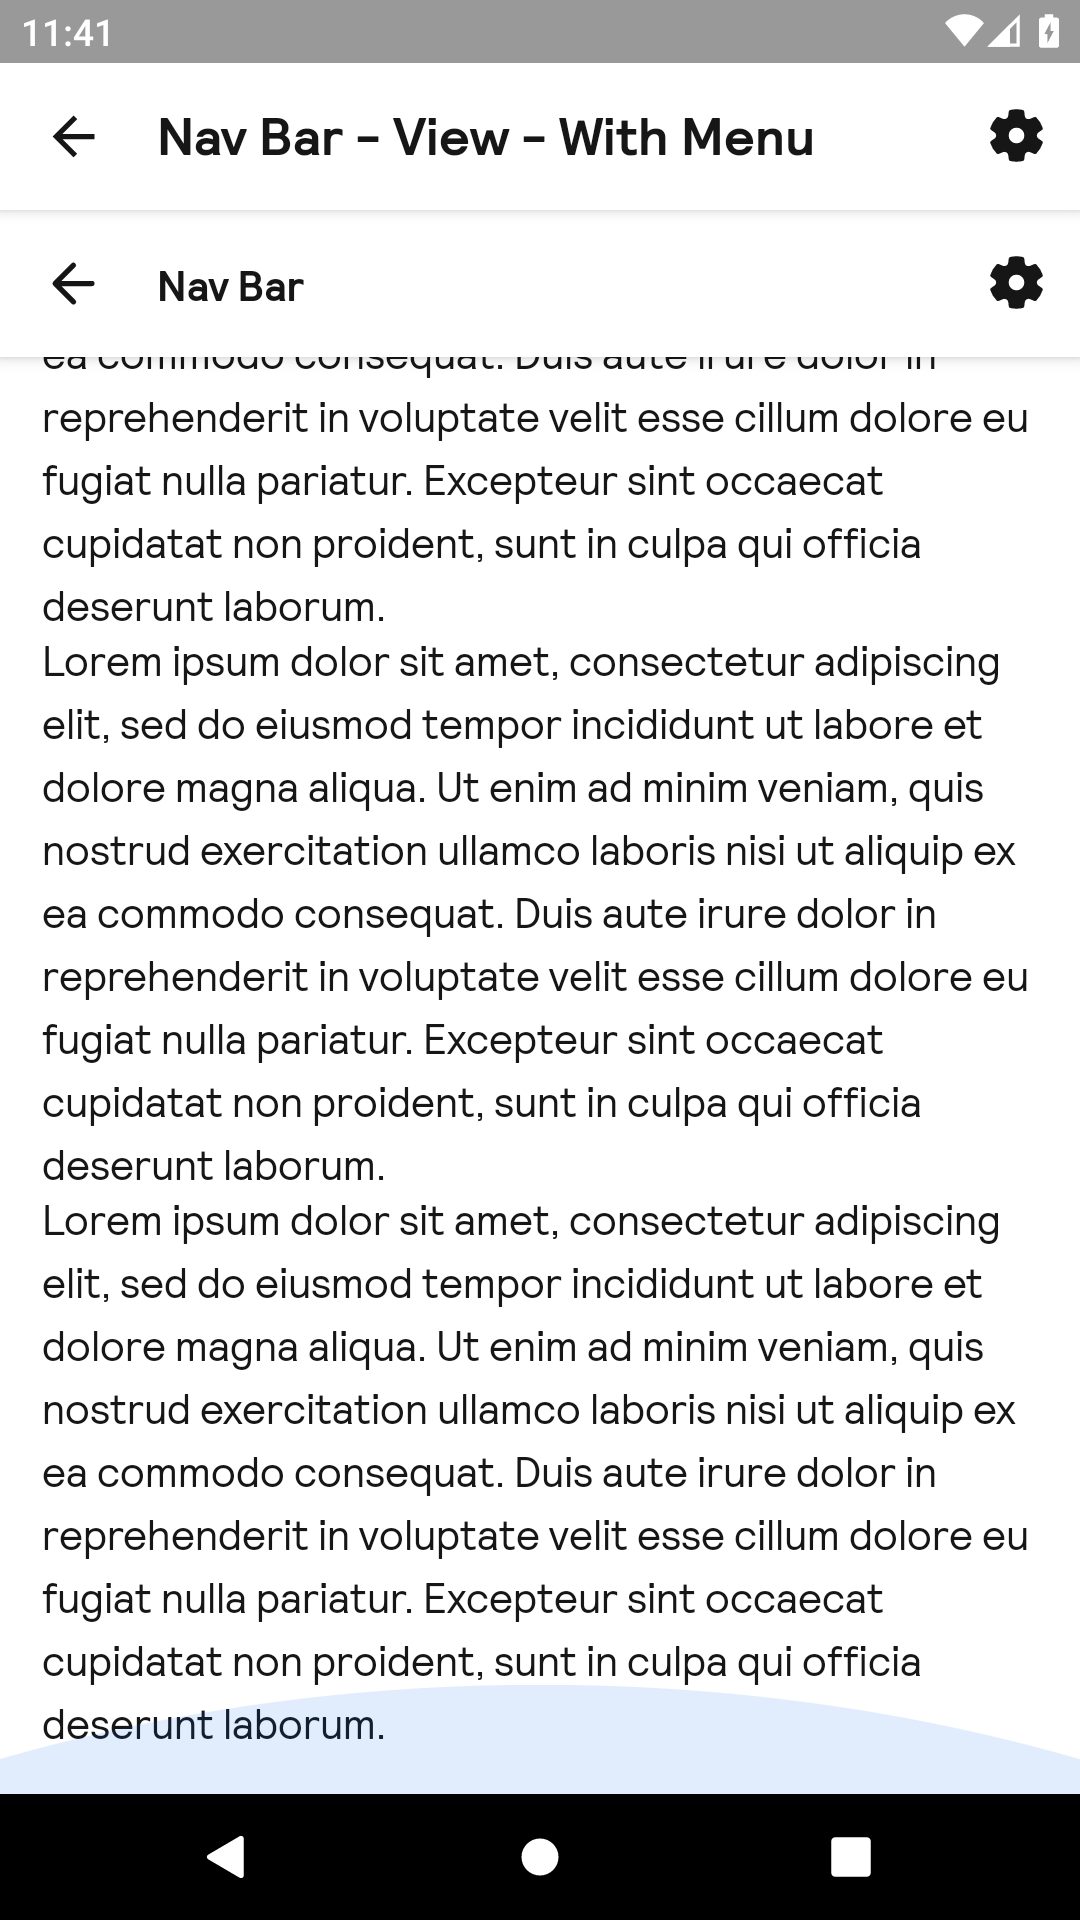 11:41
Nav Bar - View - With Menu
Nav Bar
ea commodo consequat. Duis aute irure dolor in
reprehenderit in voluptate velit esse cillum dolore eu
fugiat nulla pariatur. Excepteur sint occaecat
cupidatat non proident, sunt in culpa qui officia
deserunt laborum.
Lorem ipsum dolor sit amet, consectetur adipiscing
elit, sed do eiusmod tempor incididunt ut labore et
dolore magna aliqua. Ut enim ad minim veniam, quis
nostrud exercitation ullamco laboris nisi ut aliquip ex
ea commodo consequat. Duis aute irure dolor in
reprehenderit in voluptate velit esse cillum dolore eu
fugiat nulla pariatur. Excepteur sint occaecat
cupidatat non proident, sunt in culpa qui officia
deserunt laborum.
Lorem ipsum dolor sit amet, consectetur adipiscing
elit, sed do eiusmod tempor incididunt ut labore et
dolore magna aliqua. Ut enim ad minim veniam, quis
nostrud exercitation ullamco laboris nisi ut aliquip ex
ea commodo consequat. Duis aute irure dolor in
reprehenderit in voluptate velit esse cillum dolore eu
fugiat nulla pariatur. Excepteur sint occaecat
cupidatat non proident, sunt in culpa qui officia
deserunt laborum.